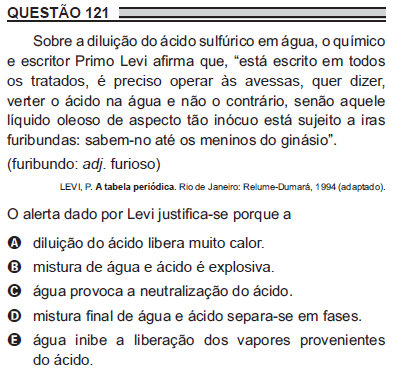 QUESTÃO 121
Sobre a diluição do ácido sulfúrico em água, o químico
e escritor Primo Levi afirma que, “está escrito em todos
os tratados, é preciso operar às avessas, quer dizer,
verter o ácido na água e não o contrário, senão aquele
líquido oleoso de aspecto tão inócuo está sujeito a iras
furibundas: sabem-no até os meninos do ginásio”.
(furibundo: adj. furioso)
LEVI, P. A tabela periódica. Rio de Janeiro: Relume-Dumará, 1994 (adaptado).
O alerta dado por Levi justifica-se porque a
A diluição do ácido libera muito calor.
B mistura de água e ácido é explosiva.
C água provoca a neutralização do ácido.
D mistura final de água e ácido separa-se em fases.
E água inibe a liberação dos vapores provenientes
do ácido.